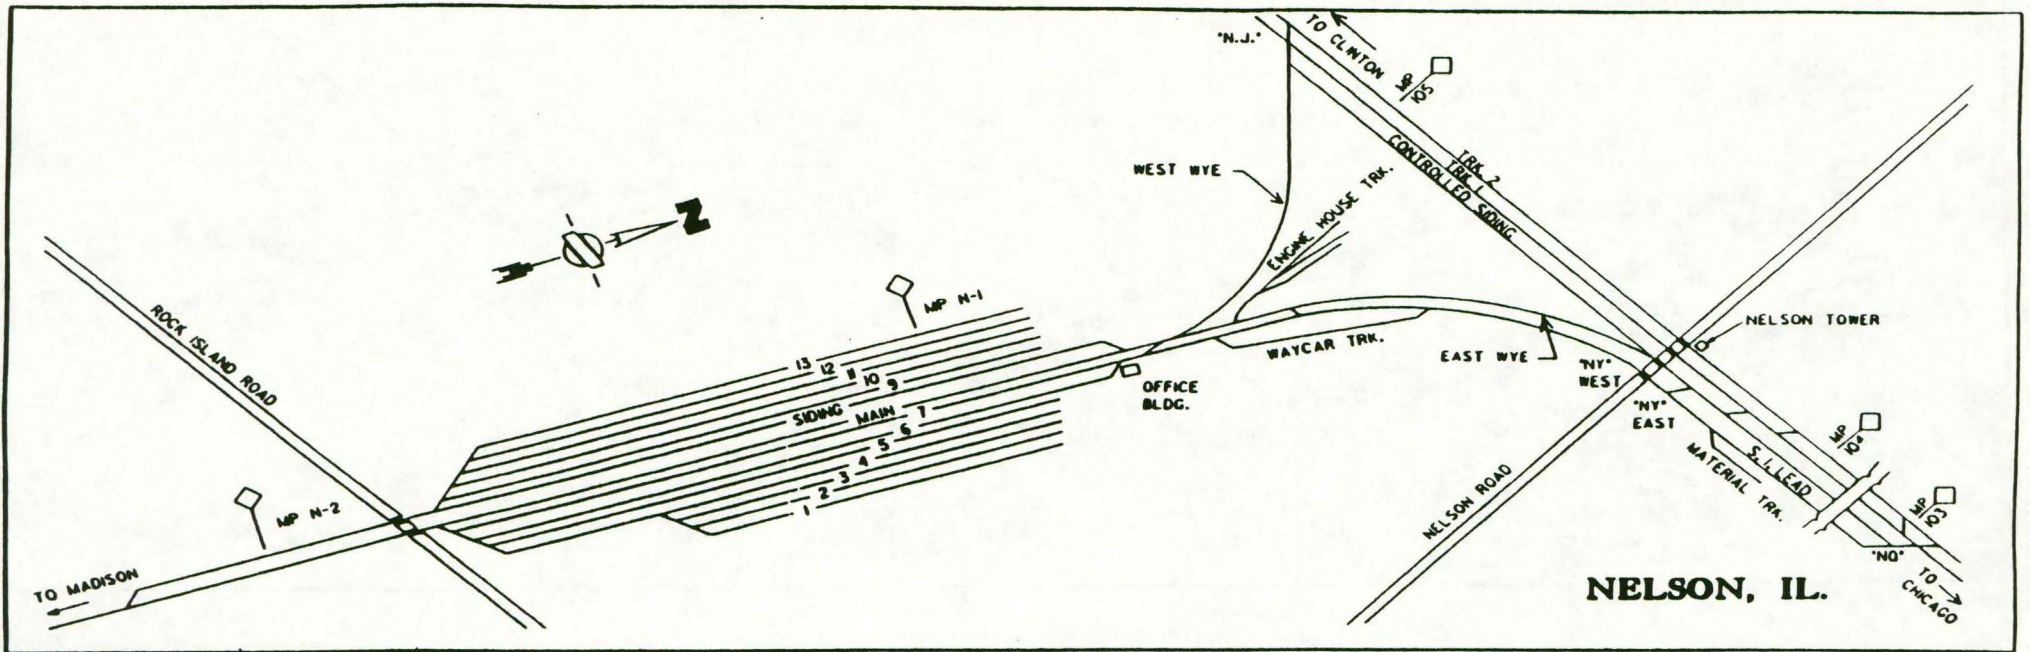 "N.J."
TO CLINTON
MP
105
TRK. 2
TRK. 1
CONTROLLED SIDING
WEST WYE
ENGINE HOUSE TRK.
N
ROCK ISLAND ROAD
MP N-1
NELSON TOWER
WAYCAR TRK.
EAST WYE
"NY"
WEST
"NY"
EAST
OFFICE
BLDG.
13
12
11
10
9
SIDING
MAIN
7
6
5
4
3
2
1
MP N-2
TO MADISON
NELSON ROAD
MATERIAL TRK.
S.I. LEAD
MP
104
MP
103
"NQ"
TO
CHICAGO
NELSON, IL.